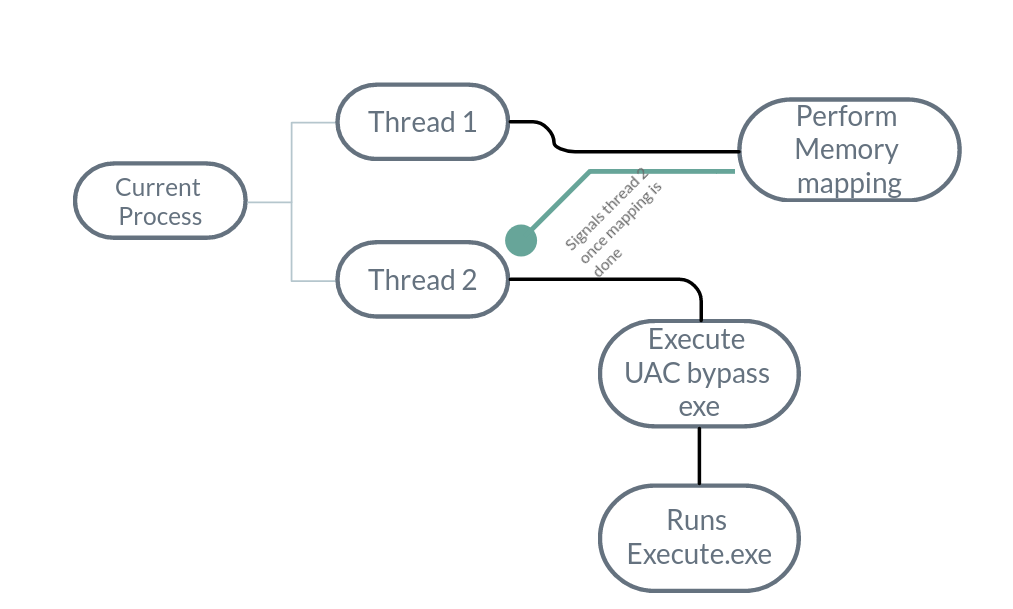 Thread 1
Perform
Memory
mapping
Current
Process
Signals thread 2
once mapping is
done
Thread 2
Execute
UAC bypass
exe
Runs
Execute.exe